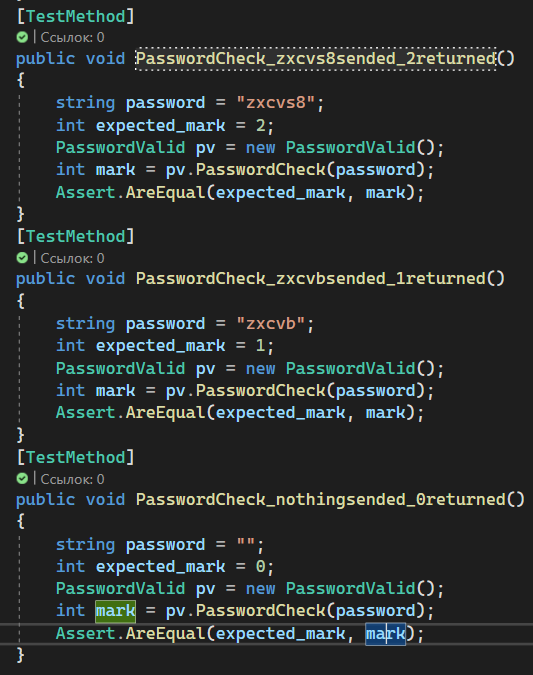 [TestMethod]
| Ссылок: 0
public void PasswordCheck_zxcvs8sended_2returned()
{
string password = "zxcvs8";
int expected_mark = 2;
PasswordValid pv = new PasswordValid();
int mark = pv.PasswordCheck(password);
Assert.AreEqual(expected_mark, mark);
}
[TestMethod]
| Ссылок: 0
public void PasswordCheck_zxcvbsended_1returned()
{
string password = "zxcvb";
int expected_mark = 1;
PasswordValid pv = new PasswordValid();
int mark = pv.PasswordCheck(password);
Assert.AreEqual(expected_mark, mark);
}
[TestMethod]
| Ссылок: 0
public void PasswordCheck_nothingsended_0returned()
{
string password = "";
int expected_mark = 0;
PasswordValid pv = new PasswordValid();
int mark = pv.PasswordCheck(password);
Assert.AreEqual(expected_mark, mark);
}